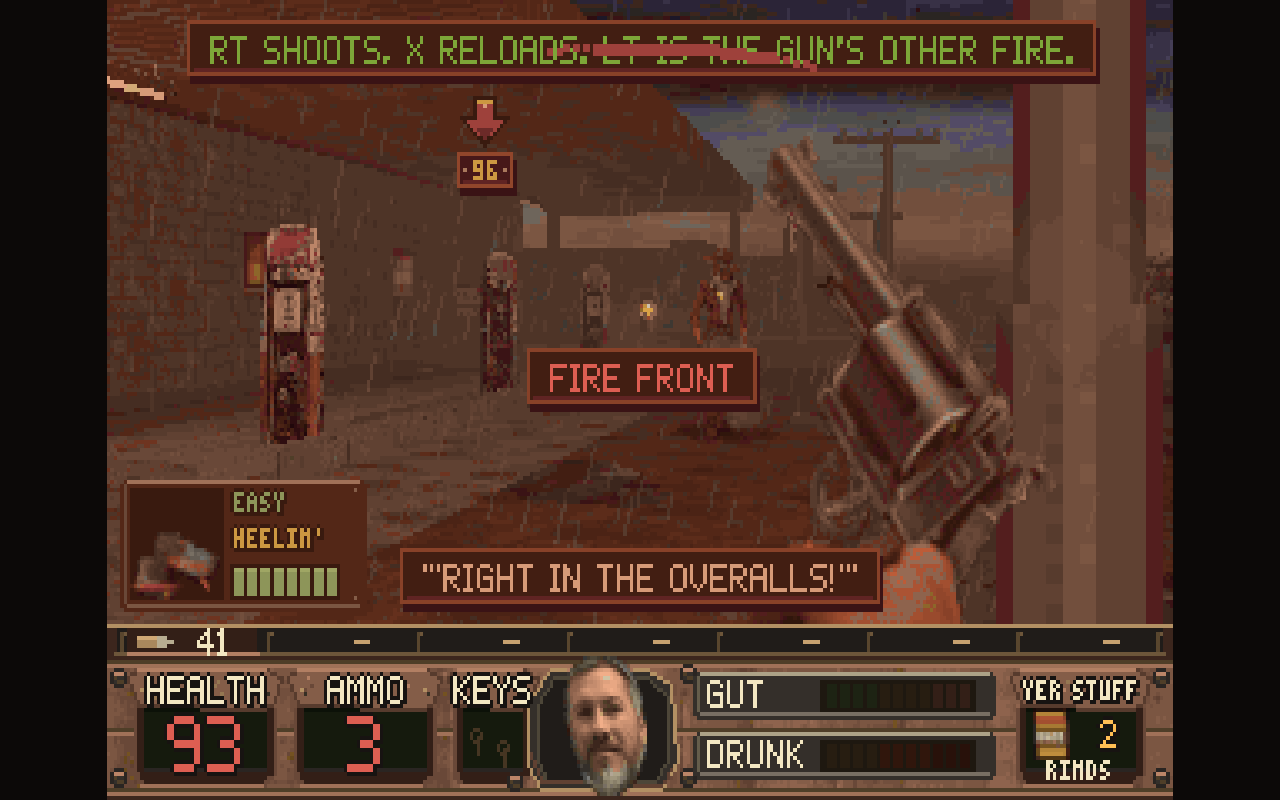 RT SHOOTS, X RELOADS. LT IS THE GUN'S OTHER FIRE.
·96·
FIRE FRONT
EASY
HEELIN'
"'RIGHT IN THE OVERALLS!'"
41
HEALTH
93
AMMO
3
KEYS
GUT
DRUNK
YER STUFF
2
RINDS